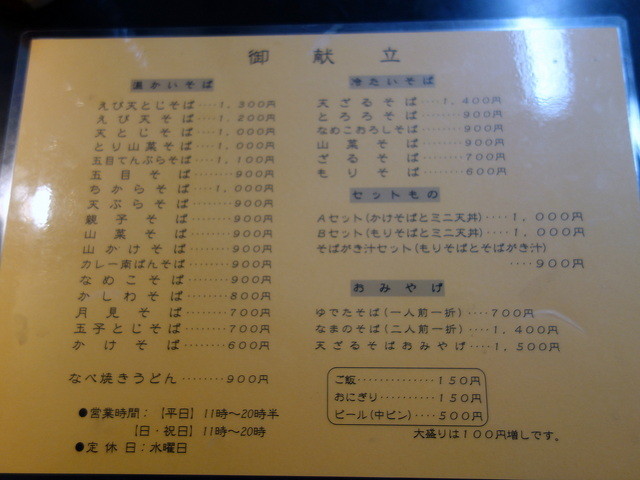 御献立
温かいそば
えび天とじそば‥‥1,300円
えび天そば‥‥1,200円
天とじそば‥‥1,000円
とり山菜そば‥‥1,000円
五目てんぷらそば‥‥1,100円
五目そば‥‥‥‥900円
ちからそば‥‥1,000円
天ぷらそば‥‥‥‥900円
親子そば‥‥‥‥900円
山菜そば‥‥‥‥900円
山かけそば‥‥‥‥900円
カレー南ばんそば‥‥‥‥900円
なめこそば‥‥‥‥900円
かしわそば‥‥‥‥800円
月見そば‥‥‥‥700円
玉子とじそば‥‥‥‥700円
かけそば‥‥‥‥600円
なべ焼きうどん‥‥‥‥900円
●営業時間：【平日】11時～20時半
【日・祝日】11時～20時
●定休日：水曜日
冷たいそば
天ざるそば‥‥1,400円
とろろそば‥‥‥‥900円
なめこおろしそば‥‥‥‥900円
山菜そば‥‥‥‥900円
ざるそば‥‥‥‥700円
もりそば‥‥‥‥600円
セットもの
Aセット(かけそばとミニ天丼)‥‥1,000円
Bセット(もりそばとミニ天丼)‥‥1,000円
そばがき汁セット(もりそばとそばがき汁)
‥‥900円
おみやげ
ゆでたそば(一人前一折)‥‥700円
なまのそば(二人前一折)‥‥1,400円
天ざるそばおみやげ‥‥1,500円
ご飯‥‥‥‥‥‥150円
おにぎり‥‥‥‥150円
ビール(中ビン)‥‥500円
大盛りは100円増しです。